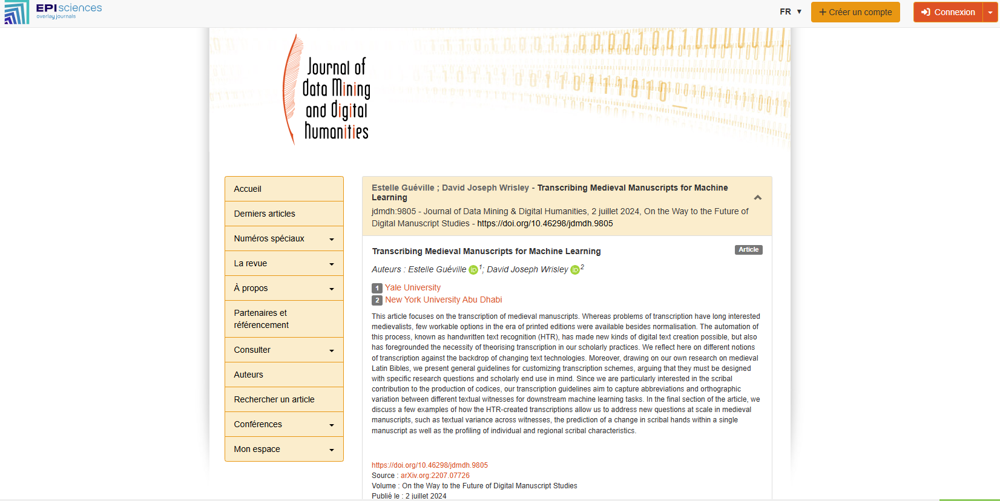 EPIsciences
overlay journals
FR ▼
+ Créer un compte
Connexion
Journal of
Data Mining
and Digital
Humanities
Accueil
Derniers articles
Numéros spéciaux
La revue
À propos
Partenaires et
référencement
Consulter
Auteurs
Rechercher un article
Conférences
Mon espace
Estelle Guéville ; David Joseph Wrisley - Transcribing Medieval Manuscripts for Machine
Learning
jdmdh:9805 - Journal of Data Mining & Digital Humanities, 2 juillet 2024, On the Way to the Future of
Digital Manuscript Studies - https://doi.org/10.46298/jdmdh.9805
Transcribing Medieval Manuscripts for Machine Learning
Article
Auteurs : Estelle Guéville iD 1; David Joseph Wrisley iD 2
1 Yale University
2 New York University Abu Dhabi
This article focuses on the transcription of medieval manuscripts. Whereas problems of transcription have long interested
medievalists, few workable options in the era of printed editions were available besides normalisation. The automation of
this process, known as handwritten text recognition (HTR), has made new kinds of digital text creation possible, but also
has foregrounded the necessity of theorising transcription in our scholarly practices. We reflect here on different notions
of transcription against the backdrop of changing text technologies. Moreover, drawing on our own research on medieval
Latin Bibles, we present general guidelines for customizing transcription schemes, arguing that they must be designed
with specific research questions and scholarly end use in mind. Since we are particularly interested in the scribal
contribution to the production of codices, our transcription guidelines aim to capture abbreviations and orthographic
variation between different textual witnesses for downstream machine learning tasks. In the final section of the article, we
discuss a few examples of how the HTR-created transcriptions allow us to address new questions at scale in medieval
manuscripts, such as textual variance across witnesses, the prediction of a change in scribal hands within a single
manuscript as well as the profiling of individual and regional scribal characteristics.
https://doi.org/10.46298/jdmdh.9805
Source : arXiv.org:2207.07726
Volume : On the Way to the Future of Digital Manuscript Studies
Publié le : 2 juillet 2024